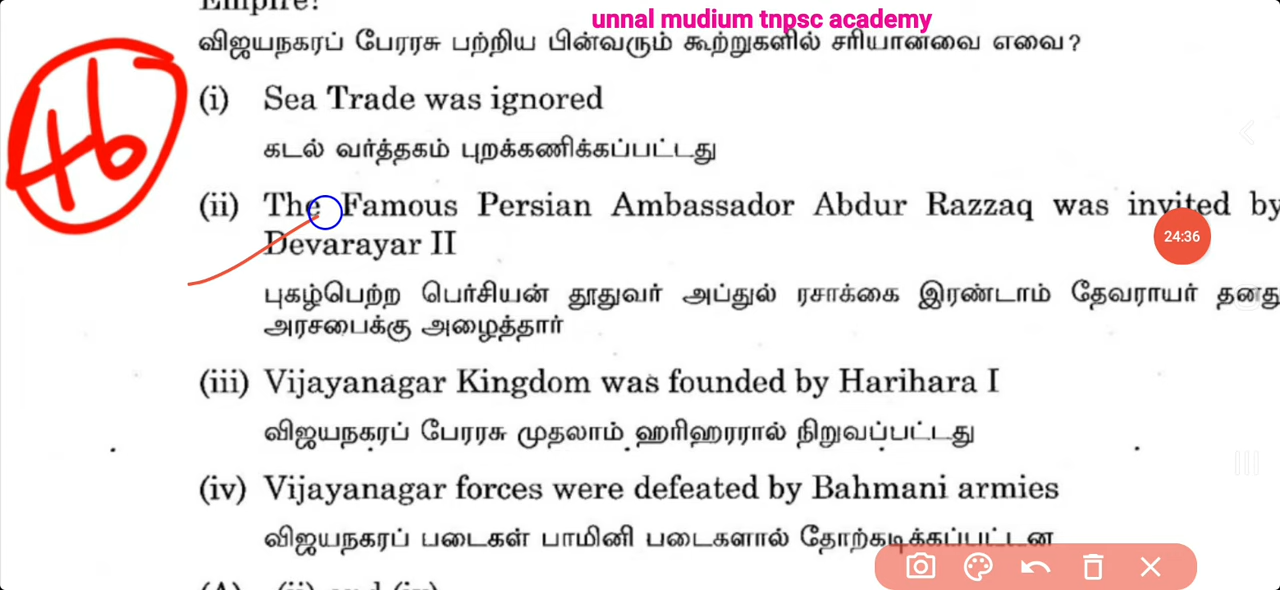 Empire?
unnal mudium tnpsc academy
விஜயநகரப் பேரரசு பற்றிய பின்வரும் கூற்றுகளில் சரியானவை எவை?
46
(i) Sea Trade was ignored
கடல் வர்த்தகம் புறக்கணிக்கப்பட்டது
(ii) The Famous Persian Ambassador Abdur Razzaq was invited by
Devarayar II
24:36
புகழ்பெற்ற பெர்சியன் தூதுவர் அப்துல் ரசாக்கை இரண்டாம் தேவராயர் தனது
அரசபைக்கு அழைத்தார்
(iii) Vijayanagar Kingdom was founded by Harihara I
விஜயநகரப் பேரரசு முதலாம் ஹரிஹரரால் நிறுவப்பட்டது
(iv) Vijayanagar forces were defeated by Bahmani armies
விஜயநகரப் படைகள் பாமினி படைகளால் தோற்கடிக்கப்பட்டன
(A) (ii) and (iv)